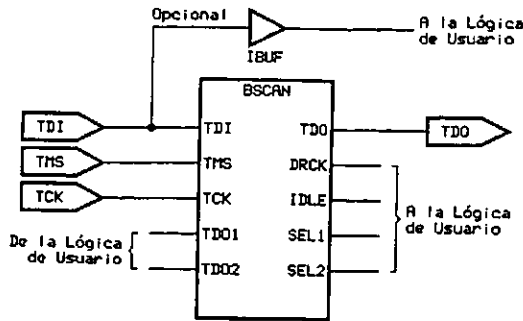 Opcional
A la Lógica
de Usuario
IBUF
BSCAN
TDI
TDI
TDO
TDO
TMS
TMS
DRCK
TCK
TCK
IDLE
A la Lógica
de Usuario
TDO1
SEL1
De la Lógica
de Usuario
TDO2
SEL2